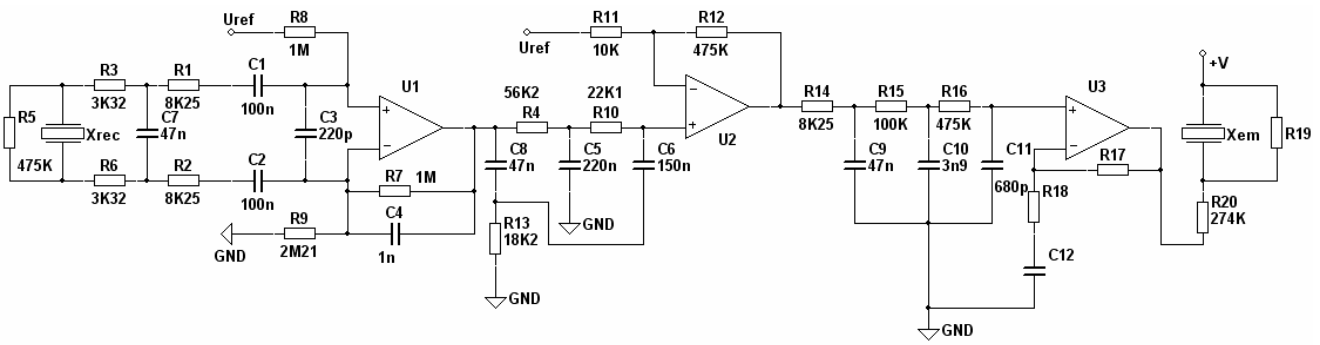 Uref
R8
1M
R11
10K
Uref
R12
475K
+V
R3
3K32
R1
8K25
C1
100n
U1
56K2
R4
22K1
R10
U2
R14
8K25
R15
100K
R16
475K
U3
R5
475K
Xrec
C7
47n
C3
220p
R7
1M
C8
47n
C5
220n
C6
150n
C9
47n
C10
3n9
C11
680p
R17
Xem
R19
R6
3K32
R2
8K25
C2
100n
R18
R20
274K
GND
R9
2M21
C4
1n
R13
18K2
GND
C12
GND
GND